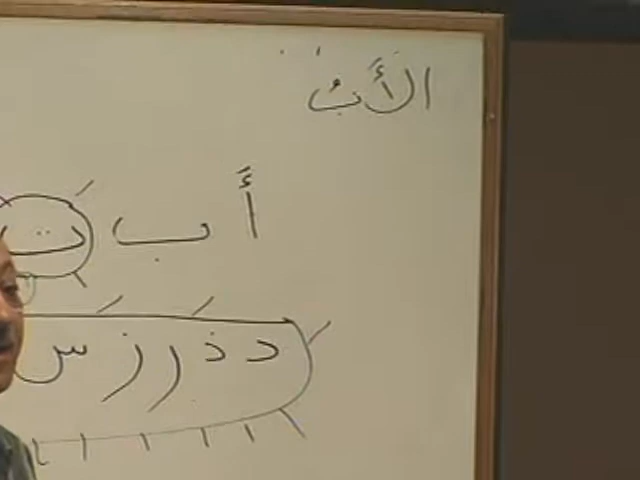 الأَبُ
أَ ب ت
د ذ ر ز س